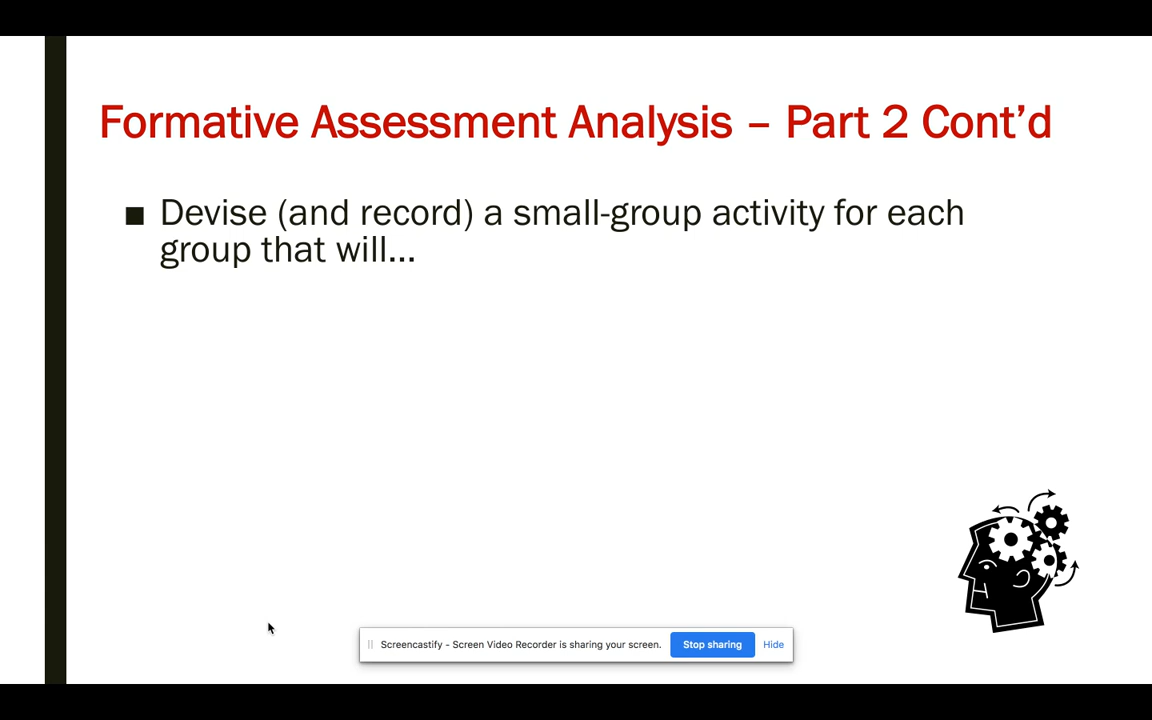 Formative Assessment Analysis – Part 2 Cont’d
■ Devise (and record) a small-group activity for each
group that will...
Screencastify - Screen Video Recorder is sharing your screen. Stop sharing Hide